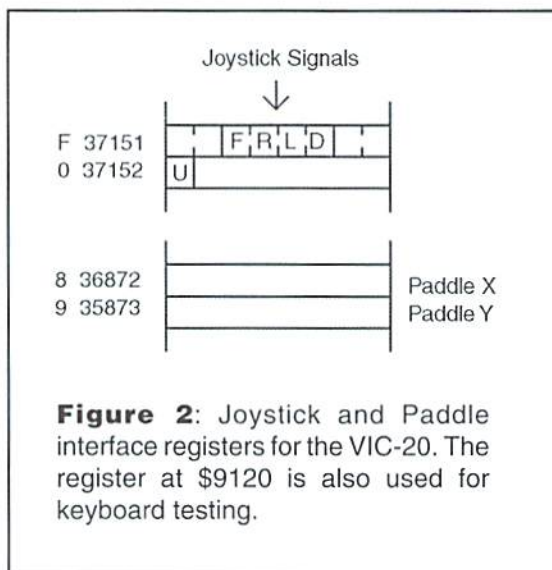 Joystick Signals
F 37151 F R L D
0 37152 U
8 36872 Paddle X
9 35873 Paddle Y
Figure 2: Joystick and Paddle
interface registers for the VIC-20. The
register at $9120 is also used for
keyboard testing.